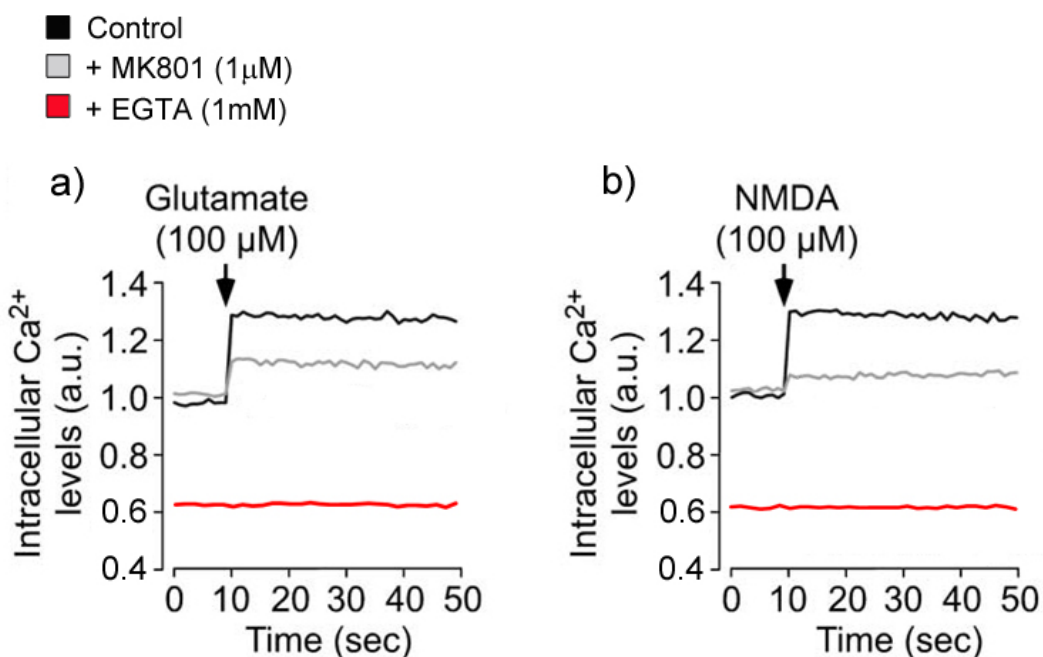 Control
+ MK801 (1μM)
+ EGTA (1mM)
a)
Glutamate
(100 μM)
Intracellular Ca2+
levels (a.u.)
1.4
1.2
1.0
0.8
0.6
0.4
0 10 20 30 40 50
Time (sec)
b)
NMDA
(100 μM)
Intracellular Ca2+
levels (a.u.)
1.4
1.2
1.0
0.8
0.6
0.4
0 10 20 30 40 50
Time (sec)